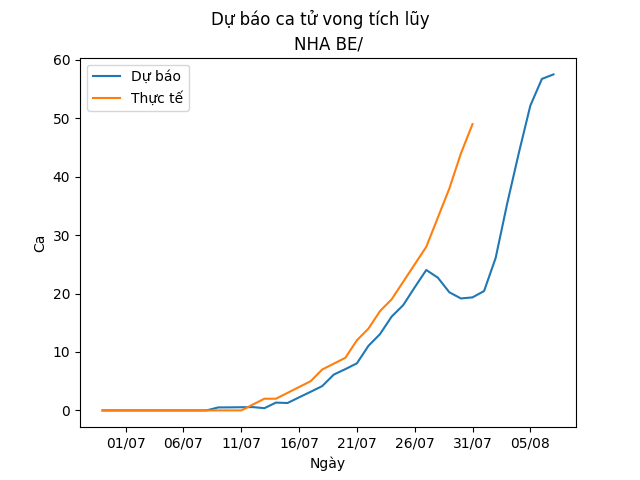 Dự báo ca tử vong tích lũy
NHA BE/
Dự báo
Thực tế
60
50
40
30
20
10
0
Ca
01/07 06/07 11/07 16/07 21/07 26/07 31/07 05/08
Ngày